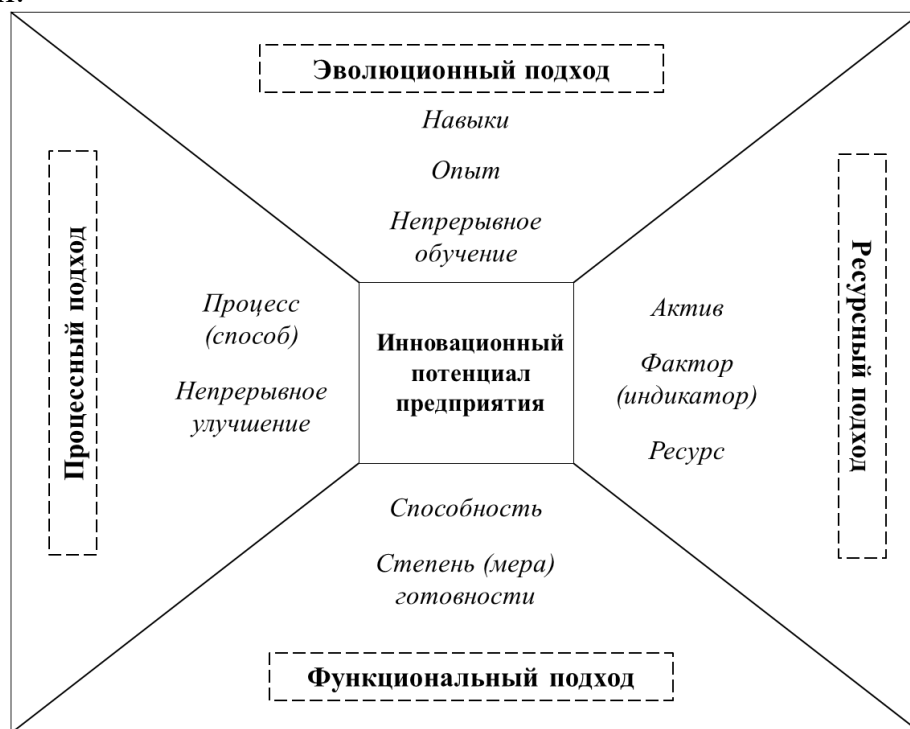 Эволюционный подход
Навыки
Опыт
Непрерывное
обучение
Процессный подход
Процесс
(способ)
Непрерывное
улучшение
Инновационный
потенциал
предприятия
Актив
Фактор
(индикатор)
Ресурс
Ресурсный подход
Способность
Степень (мера)
готовности
Функциональный подход